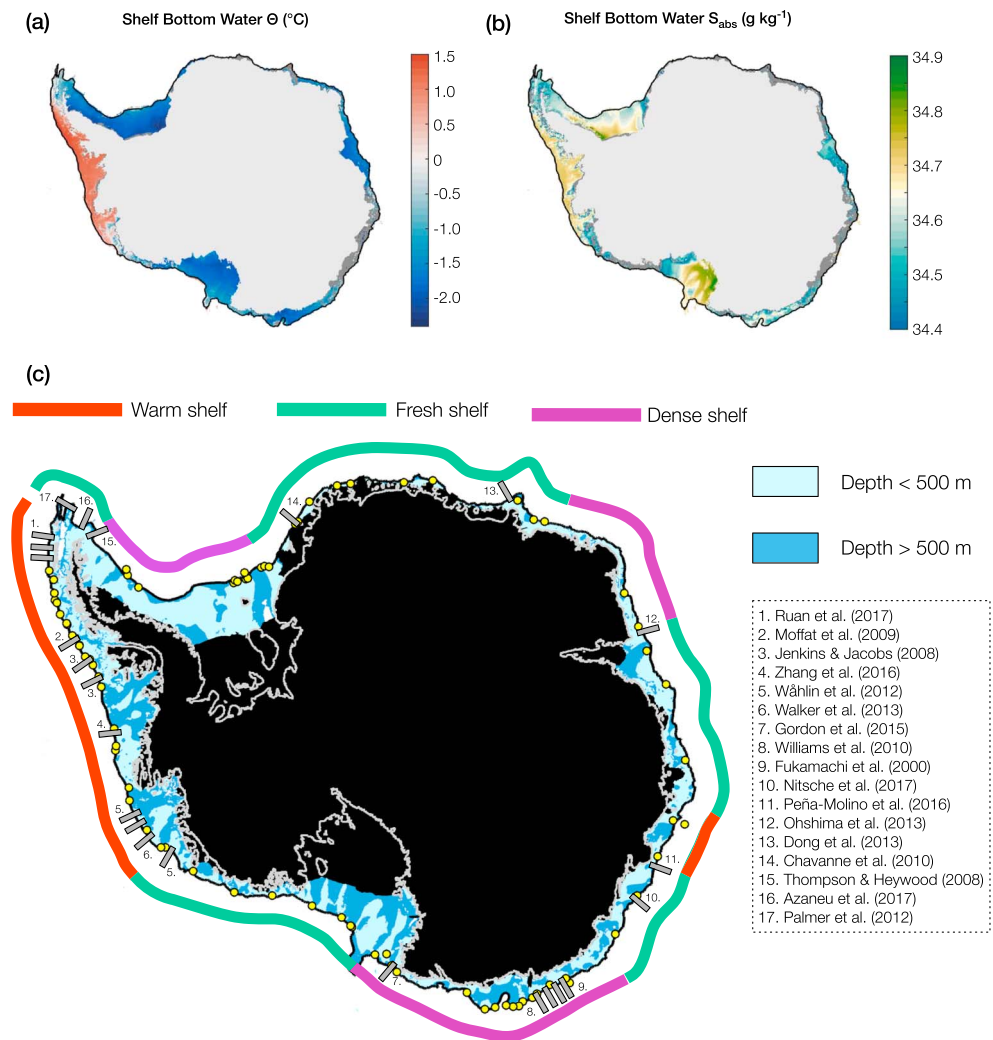 (a)
Shelf Bottom Water Θ (°C)
1.5
1.0
0.5
0
-0.5
-1.0
-1.5
-2.0
(b)
Shelf Bottom Water Sabs (g kg-1)
34.9
34.8
34.7
34.6
34.5
34.4
(c)
Warm shelf
Fresh shelf
Dense shelf
Depth < 500 m
Depth > 500 m
1. Ruan et al. (2017)
2. Moffat et al. (2009)
3. Jenkins & Jacobs (2008)
4. Zhang et al. (2016)
5. Wåhlin et al. (2012)
6. Walker et al. (2013)
7. Gordon et al. (2015)
8. Williams et al. (2010)
9. Fukamachi et al. (2000)
10. Nitsche et al. (2017)
11. Peña-Molino et al. (2016)
12. Ohshima et al. (2013)
13. Dong et al. (2013)
14. Chavanne et al. (2010)
15. Thompson & Heywood (2008)
16. Azaneu et al. (2017)
17. Palmer et al. (2012)
17.
16.
15.
14.
13.
1.
12.
2.
3.
3.
4.
5.
6.
5.
11.
10.
7.
9.
8.